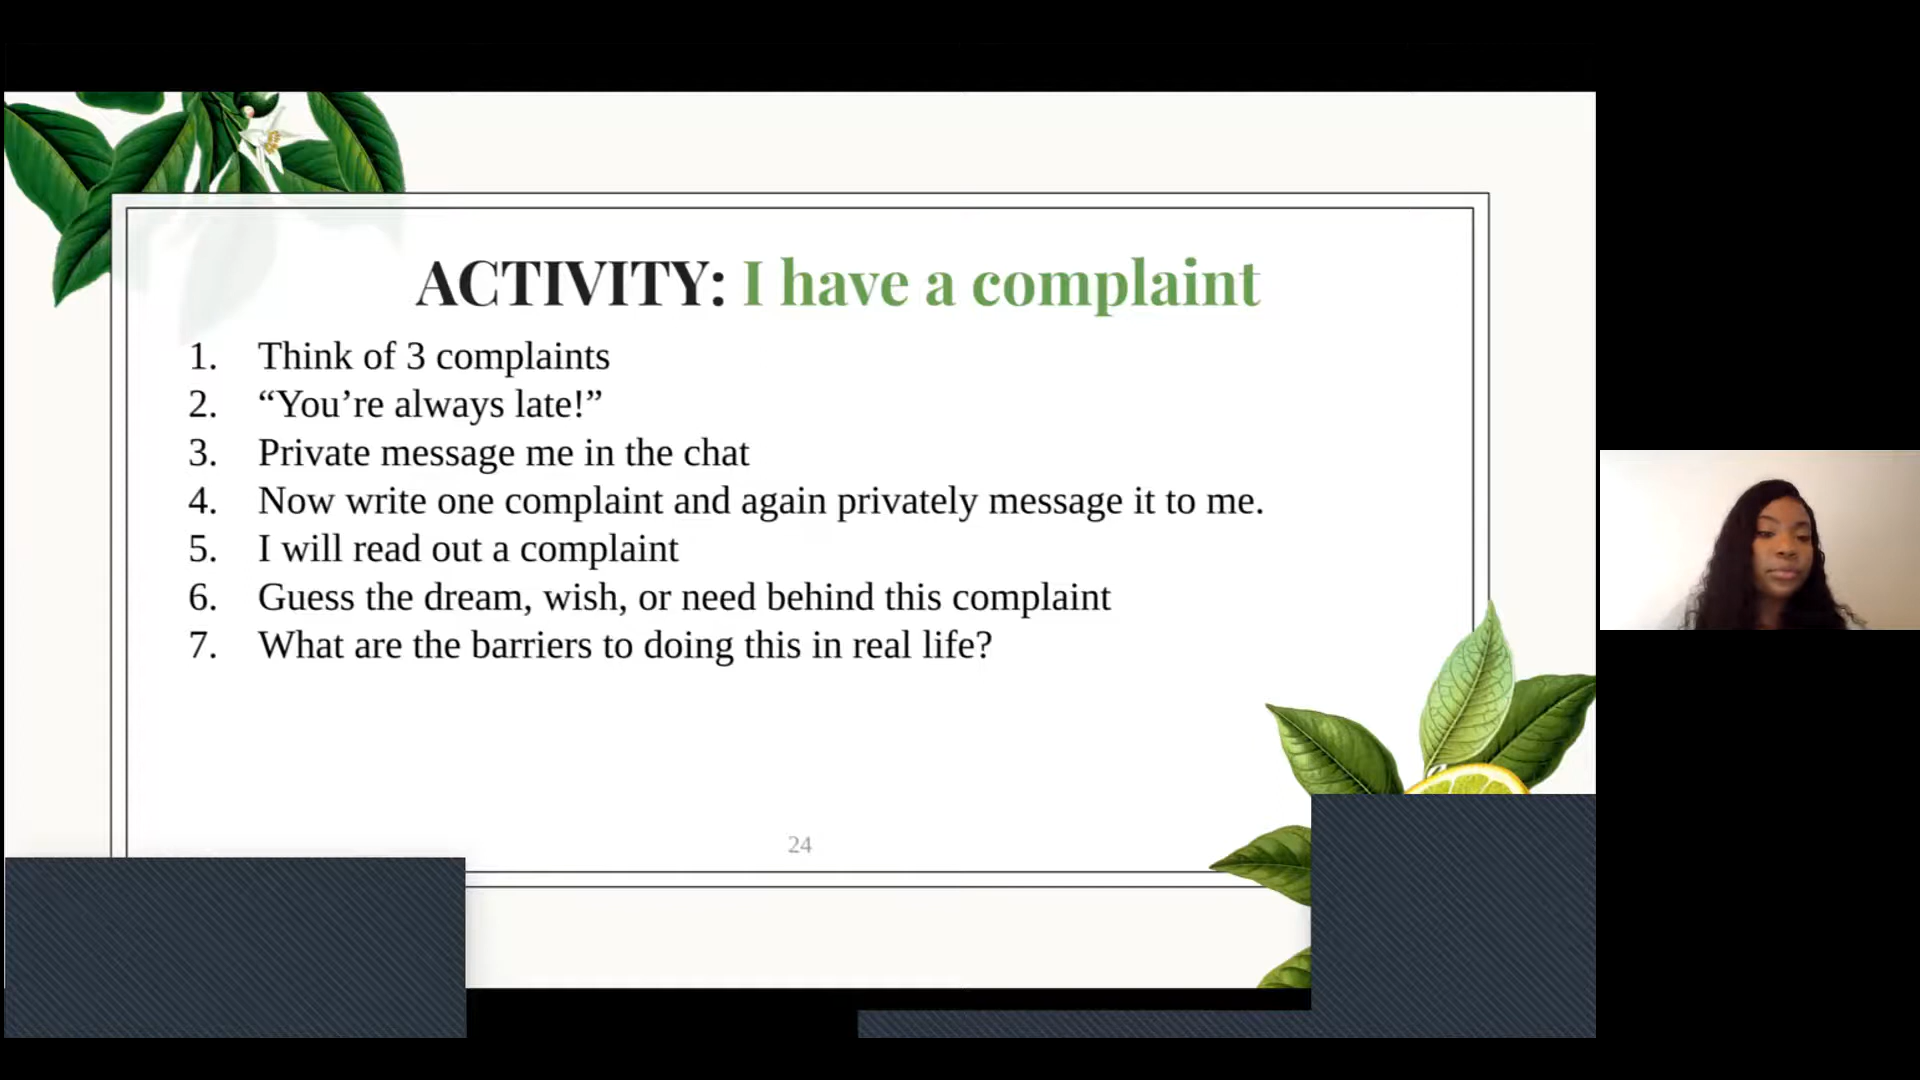 ACTIVITY: I have a complaint
1. Think of 3 complaints
2. “You’re always late!”
3. Private message me in the chat
4. Now write one complaint and again privately message it to me.
5. I will read out a complaint
6. Guess the dream, wish, or need behind this complaint
7. What are the barriers to doing this in real life?
24